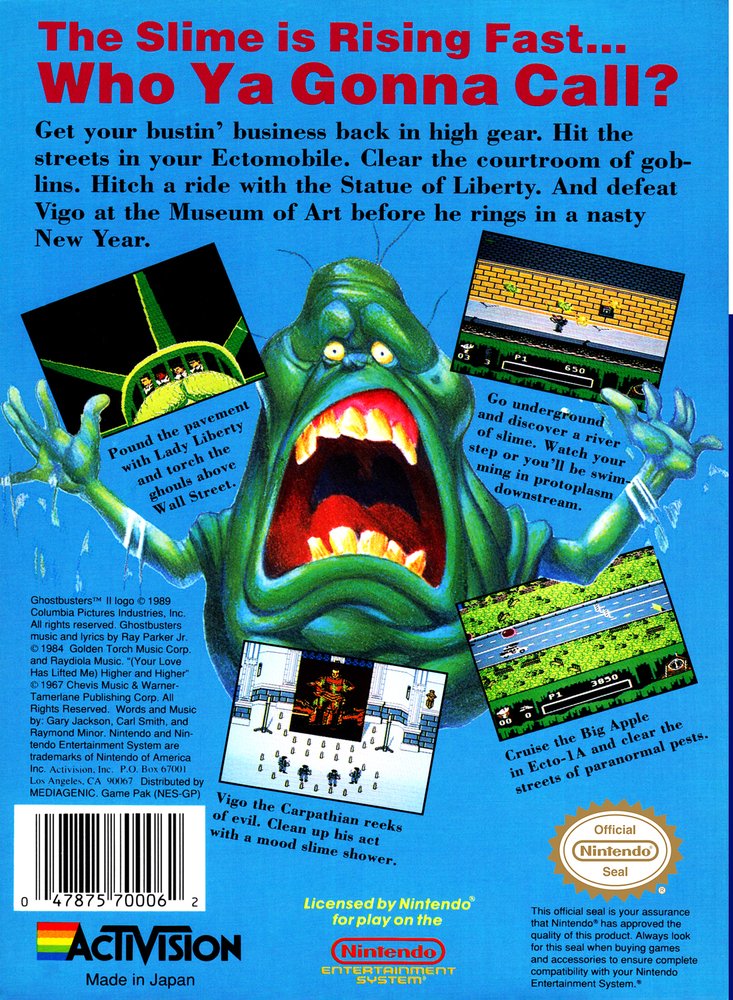 The Slime is Rising Fast...
Who Ya Gonna Call?
Get your bustin' business back in high gear. Hit the
streets in your Ectomobile. Clear the courtroom of gob-
lins. Hitch a ride with the Statue of Liberty. And defeat
Vigo at the Museum of Art before he rings in a nasty
New Year.
Pound the pavement
with Lady Liberty
and torch the
ghouls above
Wall Street.
03
P1
650
Go underground
and discover a river
of slime. Watch your
step or you'll be swim-
ming in protoplasm
downstream.
Ghostbusters™ II logo © 1989
Columbia Pictures Industries, Inc.
All rights reserved. Ghostbusters
music and lyrics by Ray Parker Jr.
© 1984 Golden Torch Music Corp.
and Raydiola Music. "(Your Love
Has Lifted Me) Higher and Higher"
© 1967 Chevis Music & Warner-
Tamerlane Publishing Corp. All
Rights Reserved. Words and Music
by: Gary Jackson, Carl Smith, and
Raymond Minor. Nintendo and Nin-
tendo Entertainment System are
trademarks of Nintendo of America
Inc. Activision, Inc. P.O. Box 67001
Los Angeles, CA 90067 Distributed by
MEDIAGENIC. Game Pak (NES-GP)
00
0
P1
3850
Cruise the Big Apple
in Ecto-1A and clear the
streets of paranormal pests.
Vigo the Carpathian reeks
of evil. Clean up his act
with a mood slime shower.
0 47875 70006 2
ACTIVISION
Made in Japan
Licensed by Nintendo®
for play on the
Nintendo
ENTERTAINMENT
SYSTEM®
Official
Nintendo
Seal
®
This official seal is your assurance
that Nintendo® has approved the
quality of this product. Always look
for this seal when buying games
and accessories to ensure complete
compatibility with your Nintendo
Entertainment System.®